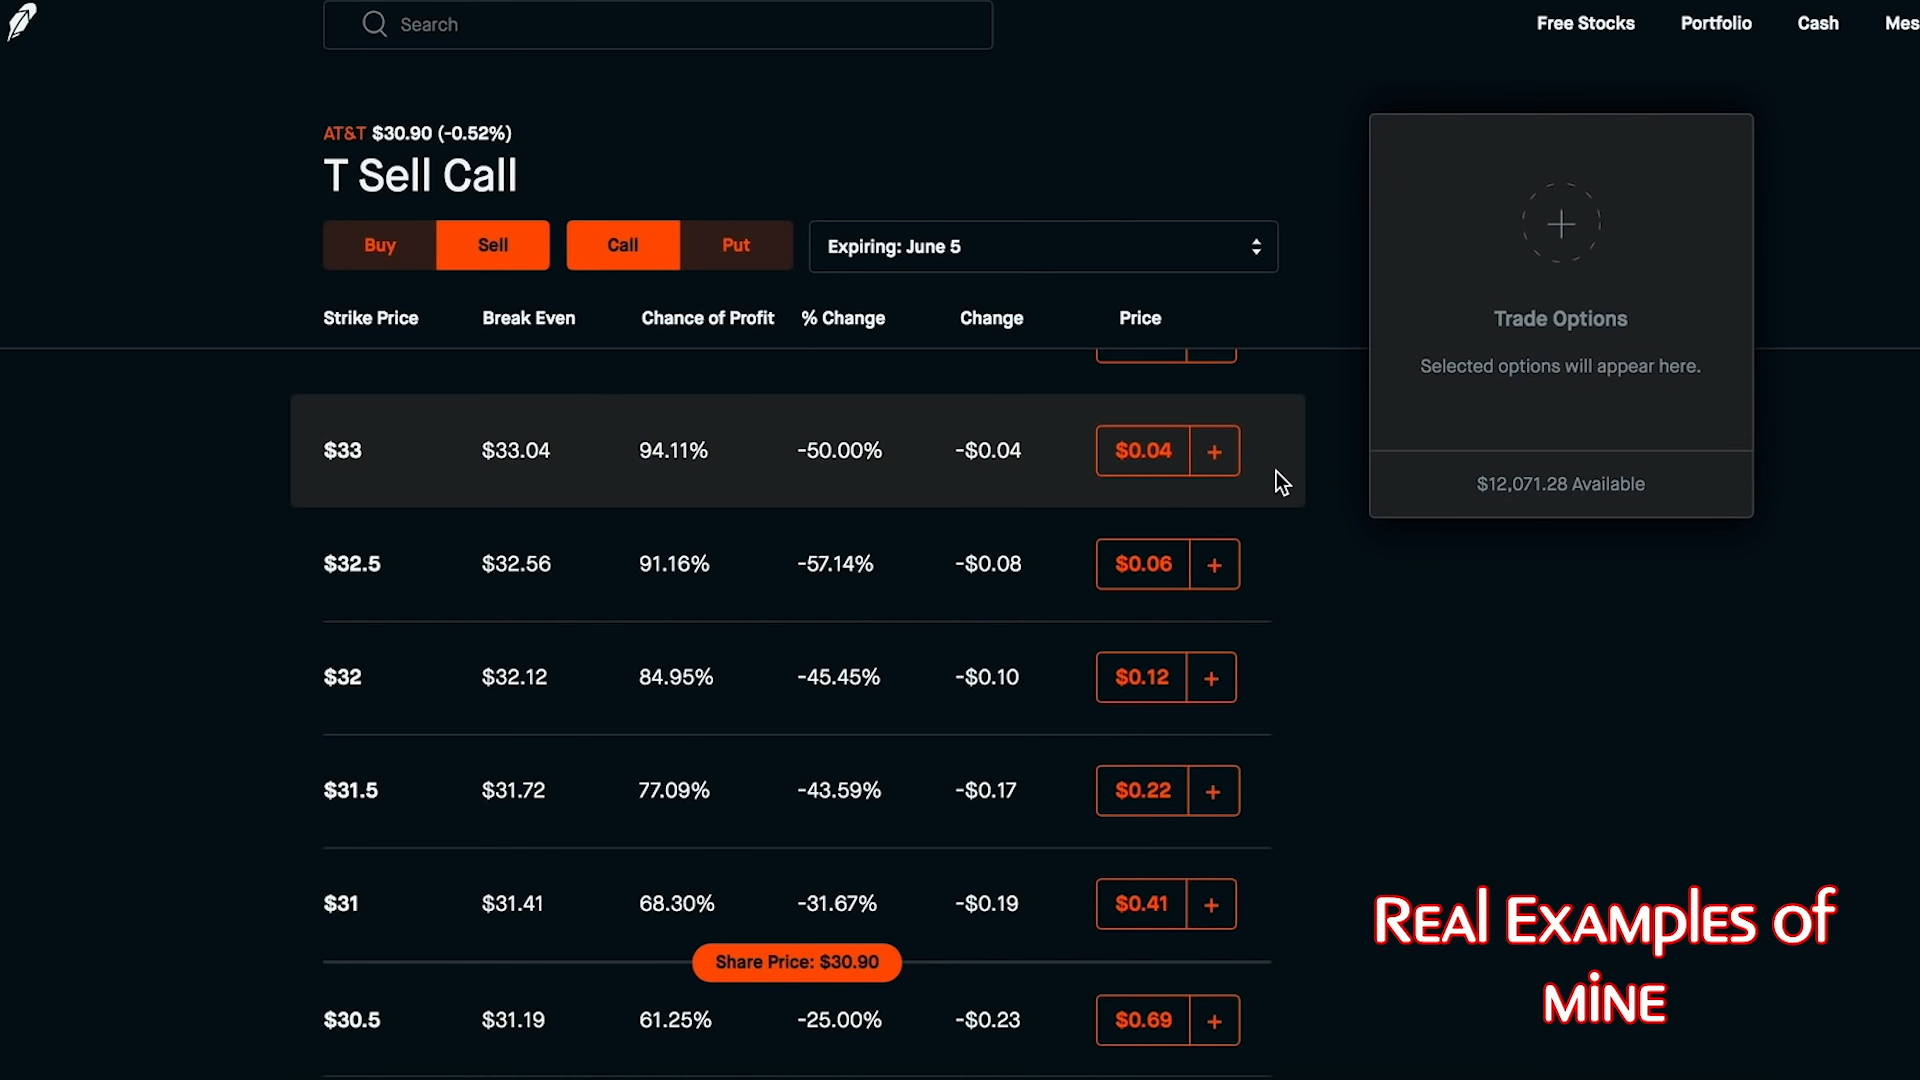 Search
Free Stocks Portfolio Cash Mes
AT&T $30.90 (-0.52%)
T Sell Call
Buy Sell Call Put Expiring: June 5
Strike Price Break Even Chance of Profit % Change Change Price
$33 $33.04 94.11% -50.00% -$0.04 $0.04 +
$32.5 $32.56 91.16% -57.14% -$0.08 $0.06 +
$32 $32.12 84.95% -45.45% -$0.10 $0.12 +
$31.5 $31.72 77.09% -43.59% -$0.17 $0.22 +
$31 $31.41 68.30% -31.67% -$0.19 $0.41 +
Share Price: $30.90
$30.5 $31.19 61.25% -25.00% -$0.23 $0.69 +
Trade Options
Selected options will appear here.
$12,071.28 Available
Real Examples of
mine